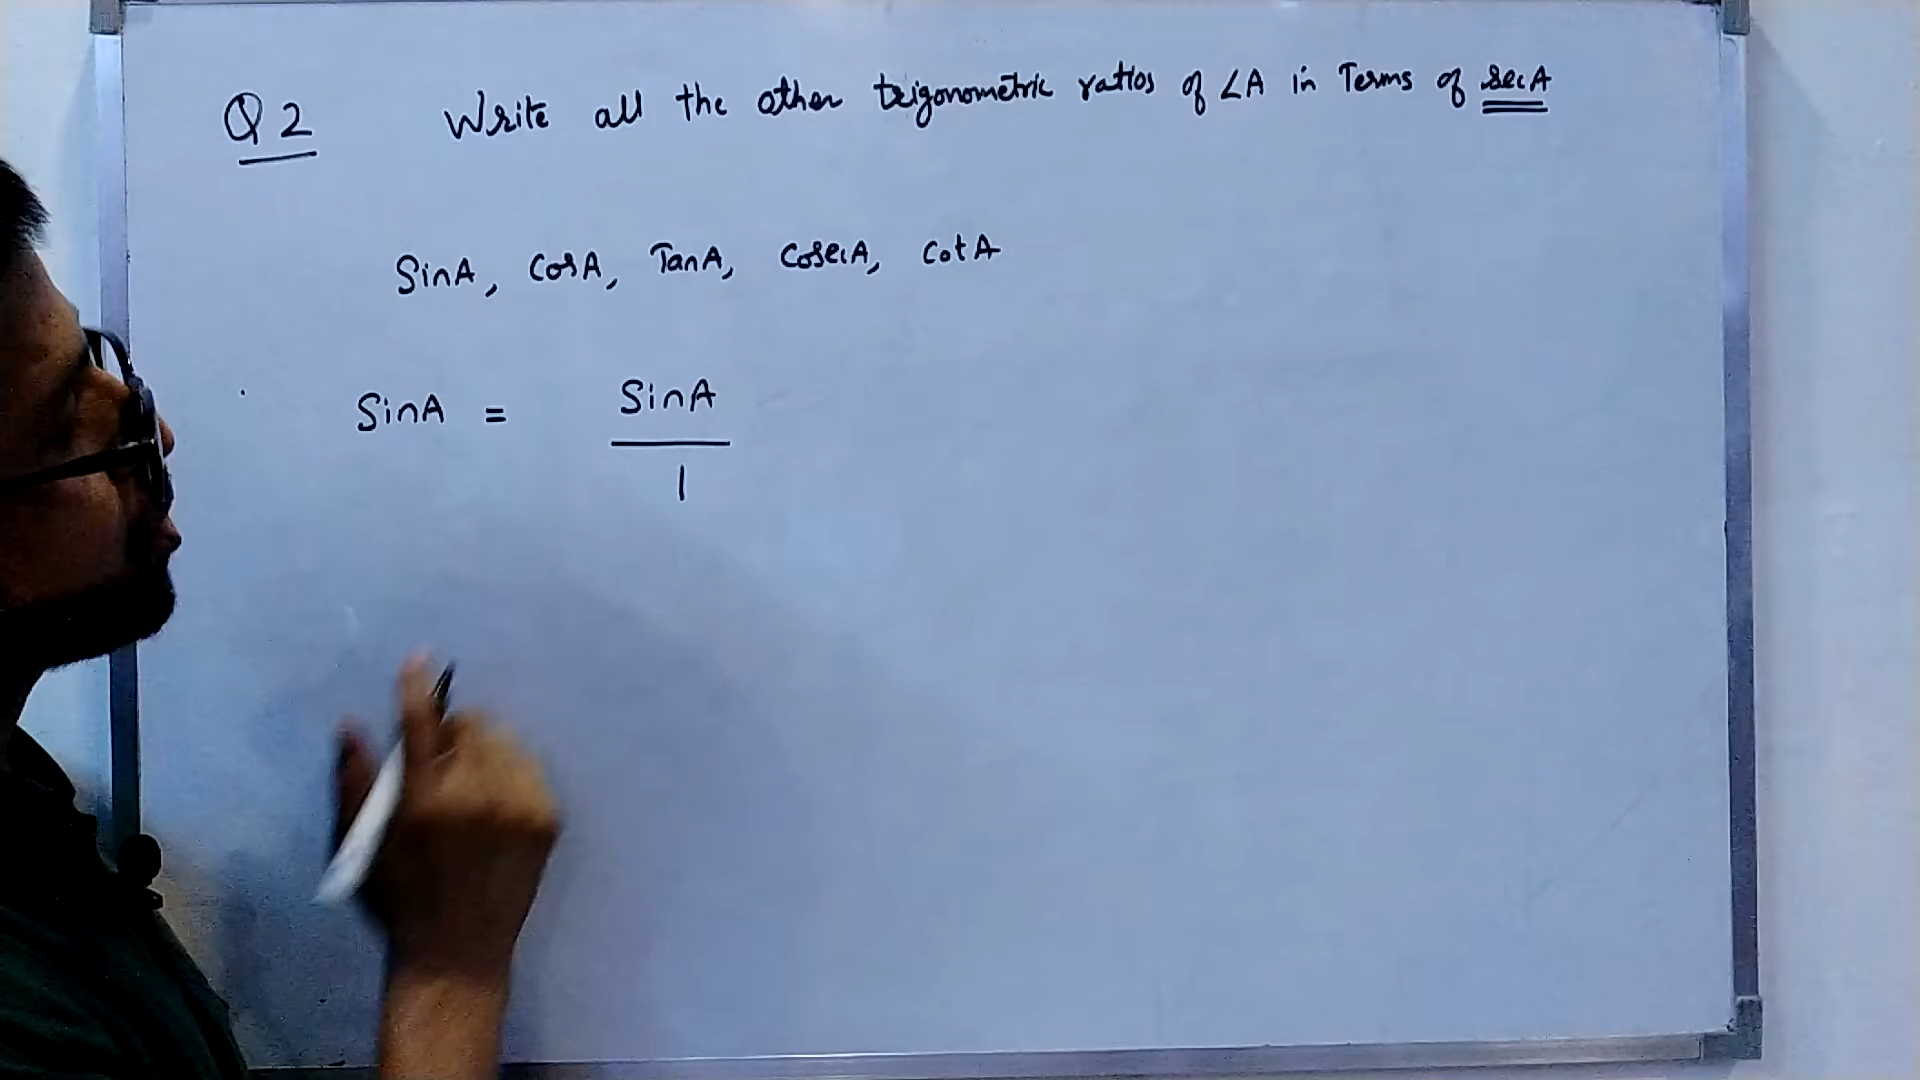 Q2 Write all the other trigonometric ratios of ∠A in Terms of secA
SinA, CosA, TanA, CosecA, CotA
SinA = SinA
1